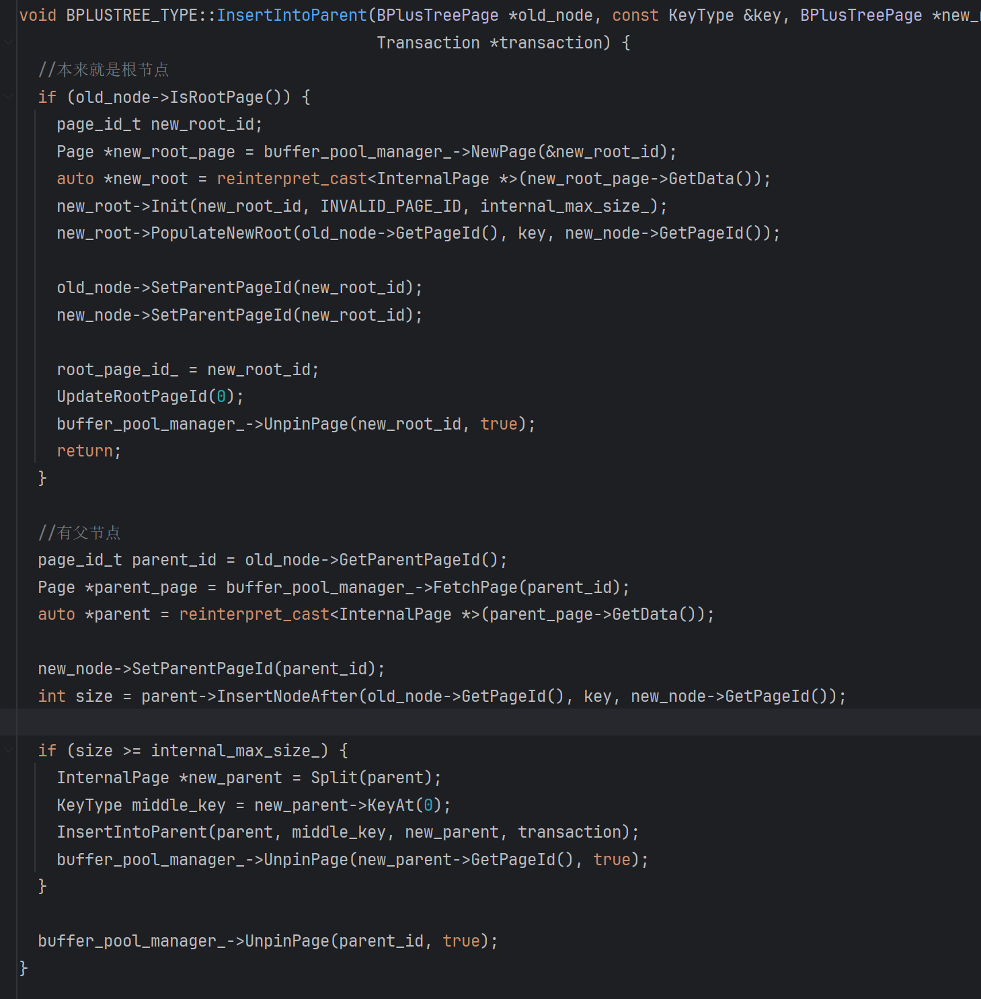 void BPLUSTREE_TYPE::InsertIntoParent(BPlusTreePage *old_node, const KeyType &key, BPlusTreePage *new_
Transaction *transaction) {
//本来就是根节点
if (old_node->IsRootPage()) {
page_id_t new_root_id;
Page *new_root_page = buffer_pool_manager_->NewPage(&new_root_id);
auto *new_root = reinterpret_cast<InternalPage *>(new_root_page->GetData());
new_root->Init(new_root_id, INVALID_PAGE_ID, internal_max_size_);
new_root->PopulateNewRoot(old_node->GetPageId(), key, new_node->GetPageId());
old_node->SetParentPageId(new_root_id);
new_node->SetParentPageId(new_root_id);
root_page_id_ = new_root_id;
UpdateRootPageId(0);
buffer_pool_manager_->UnpinPage(new_root_id, true);
return;
}
//有父节点
page_id_t parent_id = old_node->GetParentPageId();
Page *parent_page = buffer_pool_manager_->FetchPage(parent_id);
auto *parent = reinterpret_cast<InternalPage *>(parent_page->GetData());
new_node->SetParentPageId(parent_id);
int size = parent->InsertNodeAfter(old_node->GetPageId(), key, new_node->GetPageId());
if (size >= internal_max_size_) {
InternalPage *new_parent = Split(parent);
KeyType middle_key = new_parent->KeyAt(0);
InsertIntoParent(parent, middle_key, new_parent, transaction);
buffer_pool_manager_->UnpinPage(new_parent->GetPageId(), true);
}
buffer_pool_manager_->UnpinPage(parent_id, true);
}